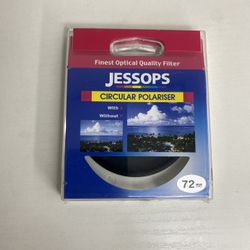 Finest Optical Quality Filter
JESSOPS
CIRCULAR POLARISER
With
Without
72mm